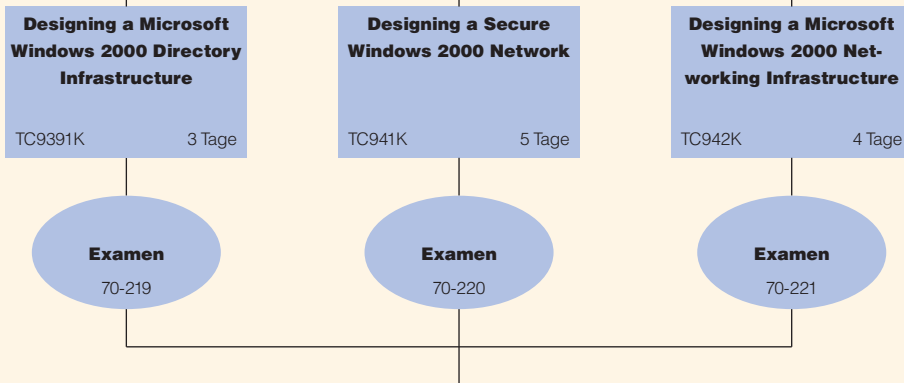 Designing a Microsoft
Windows 2000 Directory
Infrastructure
TC9391K 3 Tage
Designing a Secure
Windows 2000 Network
TC941K 5 Tage
Designing a Microsoft
Windows 2000 Net-
working Infrastructure
TC942K 4 Tage
Examen
70-219
Examen
70-220
Examen
70-221